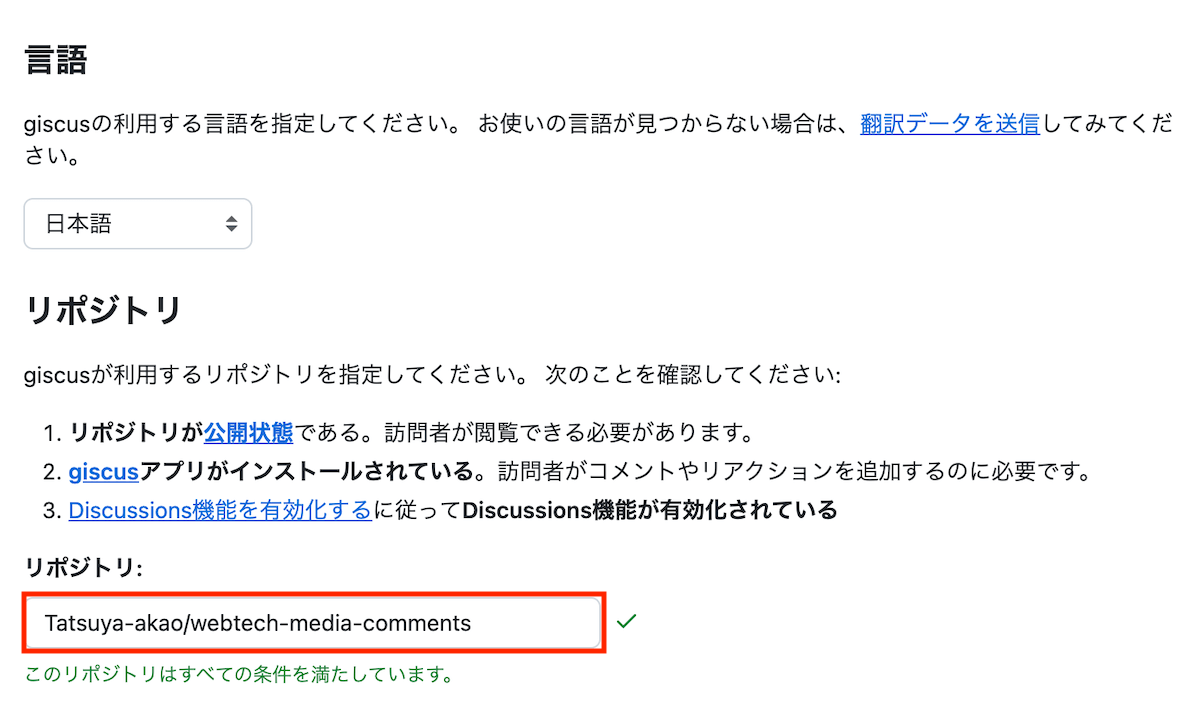 言語
giscusの利用する言語を指定してください。 お使いの言語が見つからない場合は、翻訳データを送信してみてくだ
さい。
日本語
リポジトリ
giscusが利用するリポジトリを指定してください。 次のことを確認してください:
1. リポジトリが公開状態である。訪問者が閲覧できる必要があります。
2. giscusアプリがインストールされている。訪問者がコメントやリアクションを追加するのに必要です。
3. Discussions機能を有効化するに従ってDiscussions機能が有効化されている
リポジトリ:
Tatsuya-akao/webtech-media-comments
このリポジトリはすべての条件を満たしています。